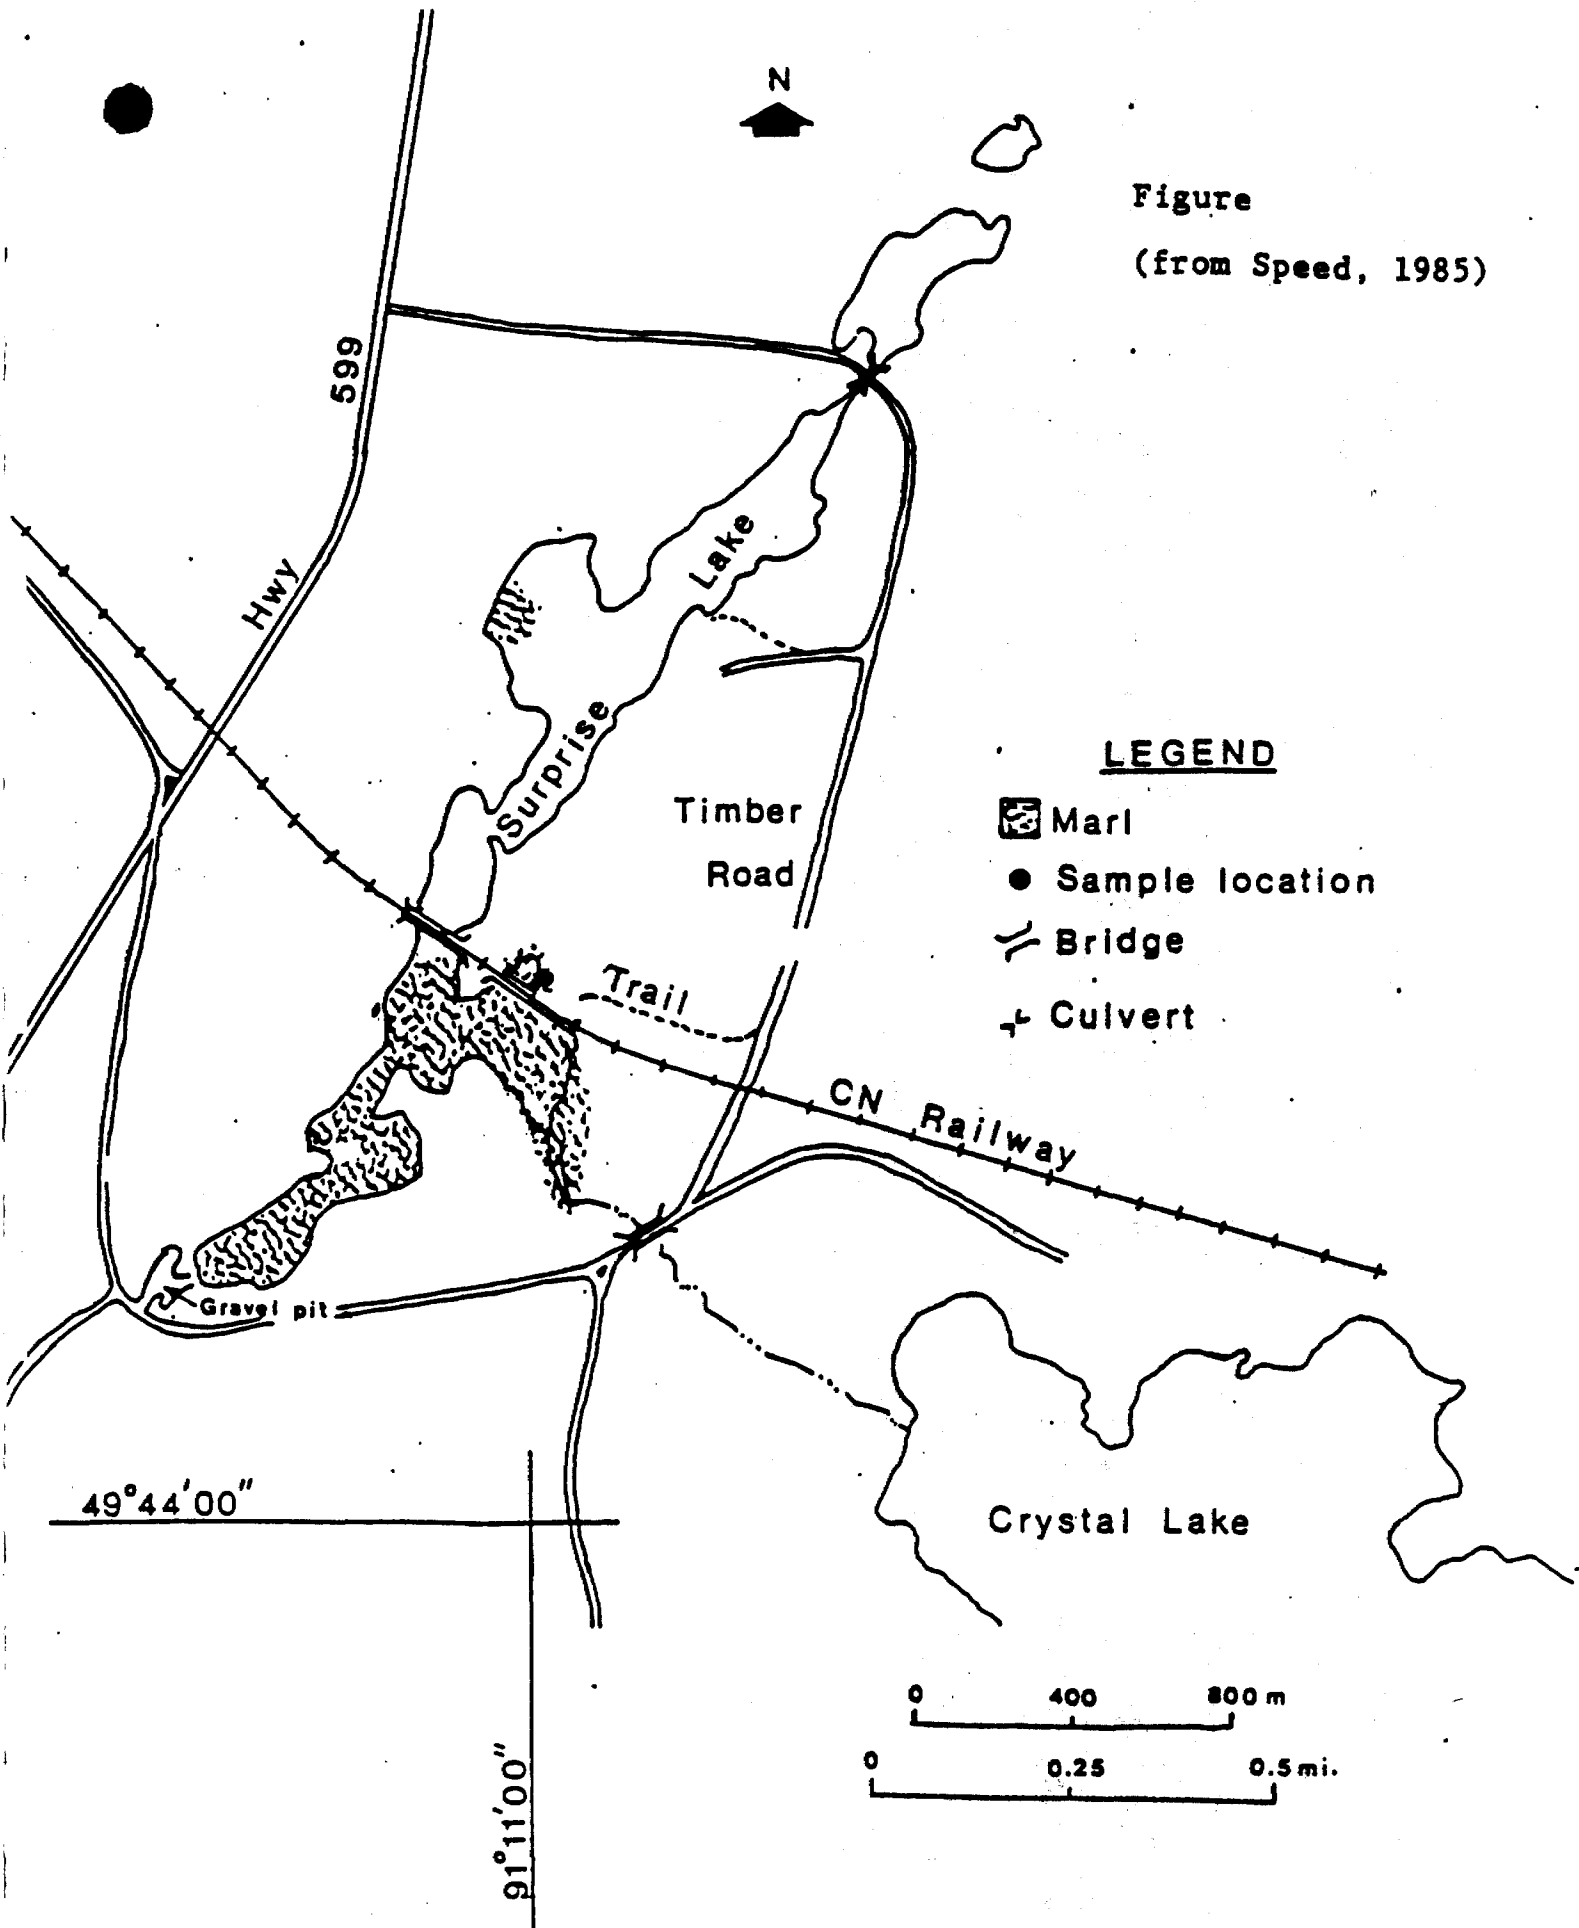 N
Figure
(from Speed, 1985)
599
Hwy
Lake
Surprise
Timber
Road
LEGEND
Marl
Sample location
Bridge
Culvert
Trail
CN Railway
Gravel pit
49°44'00"
Crystal Lake
0 400 800 m
0 0.25 0.5 mi.
91°11'00"